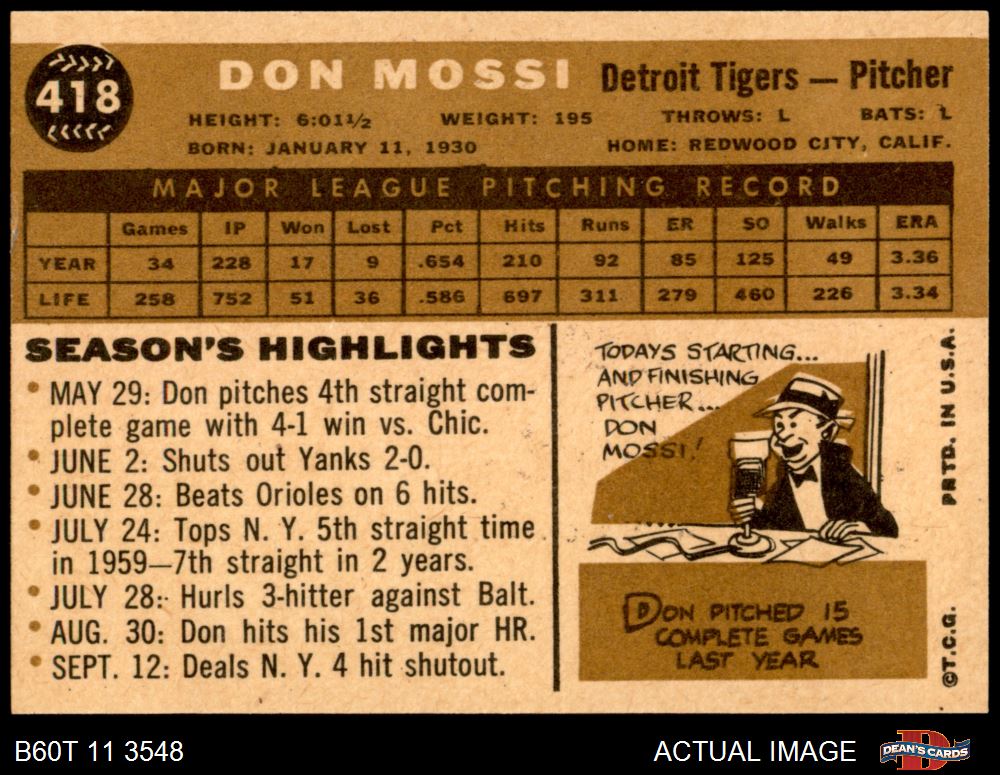 418
DON MOSSI Detroit Tigers — Pitcher
HEIGHT: 6:01½ WEIGHT: 195 THROWS: L BATS: L
BORN: JANUARY 11, 1930 HOME: REDWOOD CITY, CALIF.
MAJOR LEAGUE PITCHING RECORD
Games IP Won Lost Pct Hits Runs ER SO Walks ERA
YEAR 34 228 17 9 .654 210 92 85 125 49 3.36
LIFE 258 752 51 36 .586 697 311 279 460 226 3.34
SEASON'S HIGHLIGHTS
• MAY 29: Don pitches 4th straight com-
plete game with 4-1 win vs. Chic.
• JUNE 2: Shuts out Yanks 2-0.
• JUNE 28: Beats Orioles on 6 hits.
• JULY 24: Tops N. Y. 5th straight time
in 1959—7th straight in 2 years.
• JULY 28: Hurls 3-hitter against Balt.
• AUG. 30: Don hits his 1st major HR.
• SEPT. 12: Deals N. Y. 4 hit shutout.
TODAYS STARTING...
AND FINISHING
PITCHER...
DON
MOSSI!
DON PITCHED 15
COMPLETE GAMES
LAST YEAR
©T.C.G. PRTD. IN U.S.A.
B60T 11 3548 ACTUAL IMAGE DEAN'S CARDS